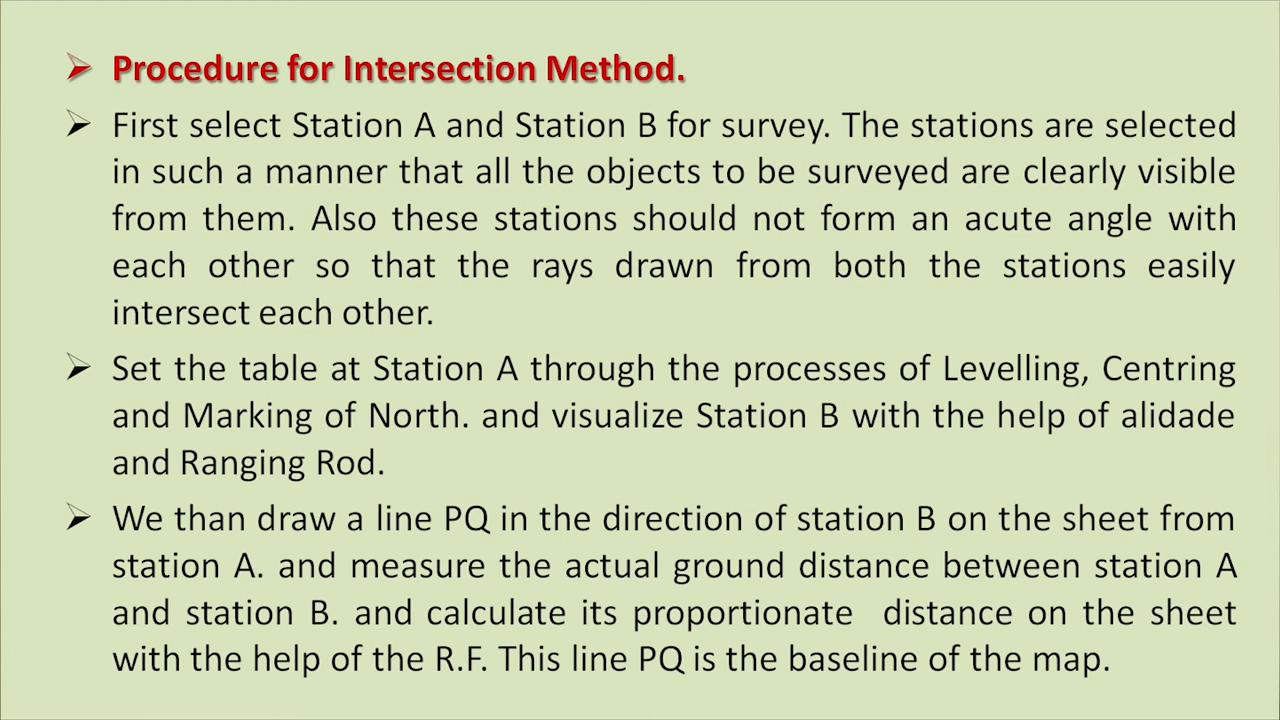 Procedure for Intersection Method.
First select Station A and Station B for survey. The stations are selected
in such a manner that all the objects to be surveyed are clearly visible
from them. Also these stations should not form an acute angle with
each other so that the rays drawn from both the stations easily
intersect each other.
Set the table at Station A through the processes of Levelling, Centring
and Marking of North. and visualize Station B with the help of alidade
and Ranging Rod.
We than draw a line PQ in the direction of station B on the sheet from
station A. and measure the actual ground distance between station A
and station B. and calculate its proportionate distance on the sheet
with the help of the R.F. This line PQ is the baseline of the map.